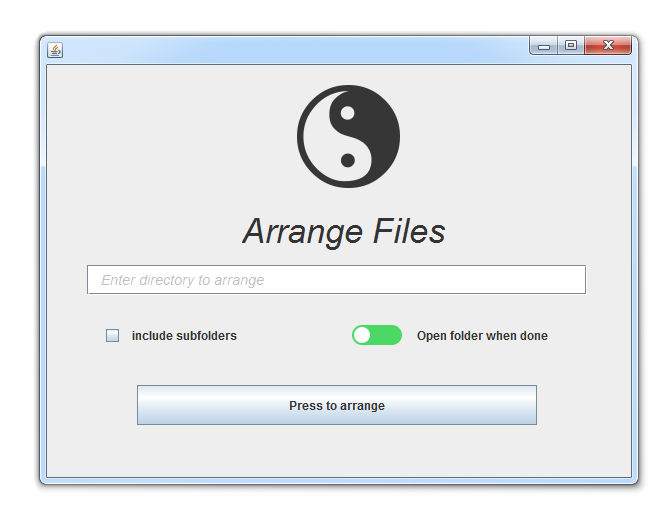 Arrange Files
Enter directory to arrange
include subfolders
Open folder when done
Press to arrange